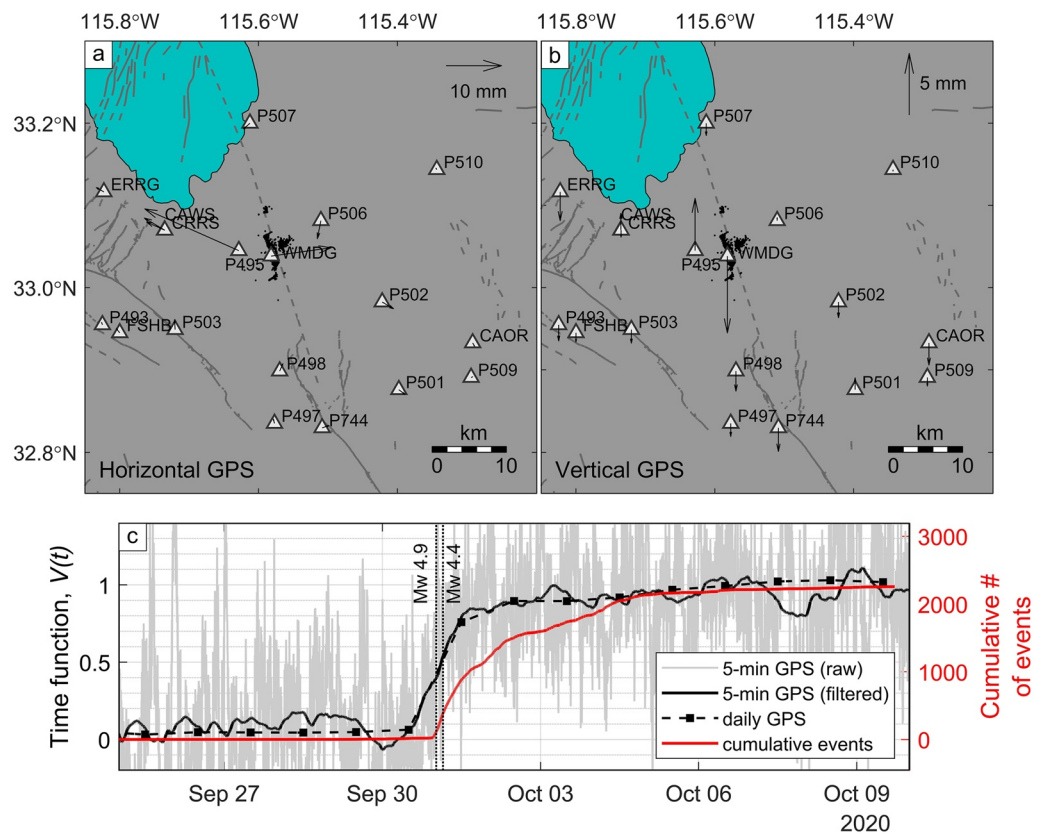 115.8°W 115.6°W 115.4°W 115.8°W 115.6°W 115.4°W
a
10 mm
33.2°N
33.0°N
32.8°N
P507
P510
ERRG
CAWS
CRRS
P506
P495
WMDG
P502
P493
FSHB
P503
CAOR
P498
P501
P509
P497
P744
km
0 10
Horizontal GPS
b
5 mm
P507
P510
ERRG
CAWS
CRRS
P506
P495
WMDG
P502
P493
FSHB
P503
CAOR
P498
P501
P509
P497
P744
km
0 10
Vertical GPS
c
Time function, V(t)
1
0.5
0
Mw 4.9
Mw 4.4
3000
2000
1000
0
Cumulative #
of events
5-min GPS (raw)
5-min GPS (filtered)
daily GPS
cumulative events
Sep 27 Sep 30 Oct 03 Oct 06 Oct 09
2020